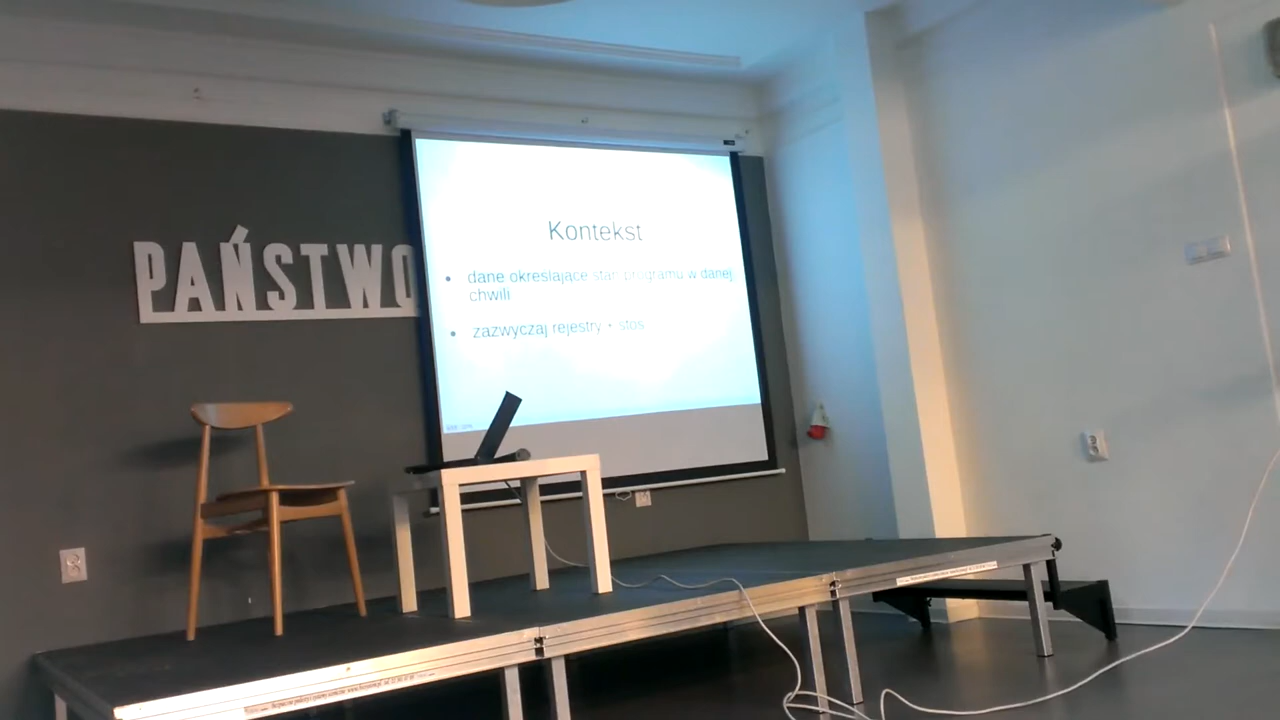 PAŃSTWO
Kontekst
• dane określające stan programu w danej
chwili
• zazwyczaj rejestry + stos